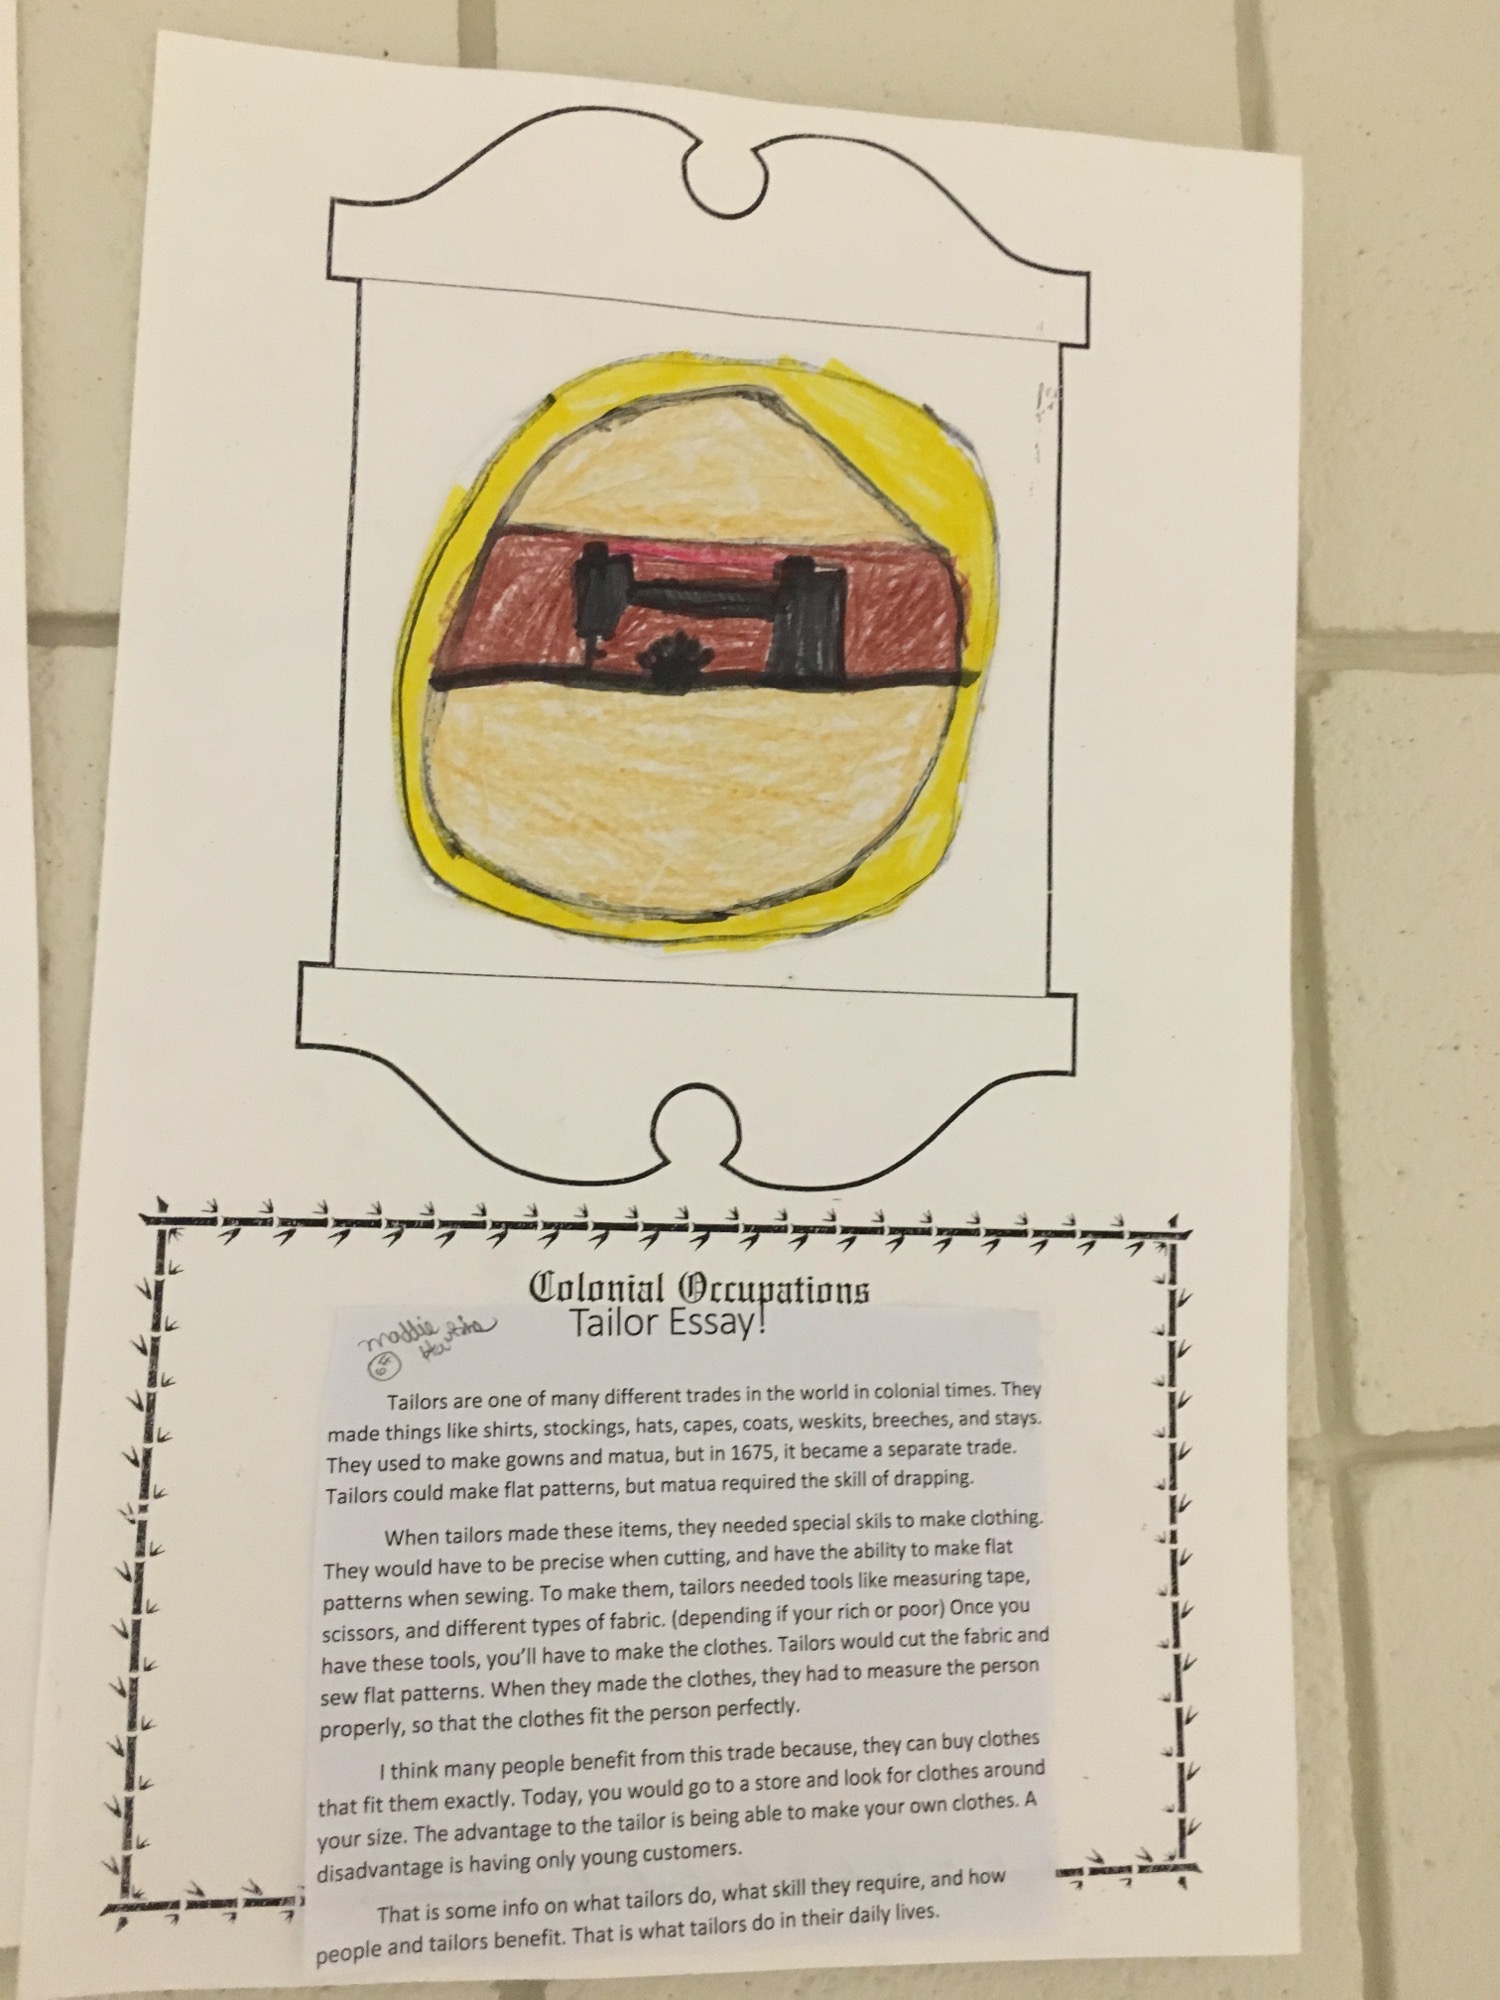 Colonial Occupations
Tailor Essay!
Maddie
Tailors are one of many different trades in the world in colonial times. They
made things like shirts, stockings, hats, capes, coats, weskits, breeches, and stays.
They used to make gowns and matua, but in 1675, it became a separate trade.
Tailors could make flat patterns, but matua required the skill of drapping.
When tailors made these items, they needed special skils to make clothing.
They would have to be precise when cutting, and have the ability to make flat
patterns when sewing. To make them, tailors needed tools like measuring tape,
scissors, and different types of fabric. (depending if your rich or poor) Once you
have these tools, you'll have to make the clothes. Tailors would cut the fabric and
sew flat patterns. When they made the clothes, they had to measure the person
properly, so that the clothes fit the person perfectly.
I think many people benefit from this trade because, they can buy clothes
that fit them exactly. Today, you would go to a store and look for clothes around
your size. The advantage to the tailor is being able to make your own clothes. A
disadvantage is having only young customers.
That is some info on what tailors do, what skill they require, and how
people and tailors benefit. That is what tailors do in their daily lives.